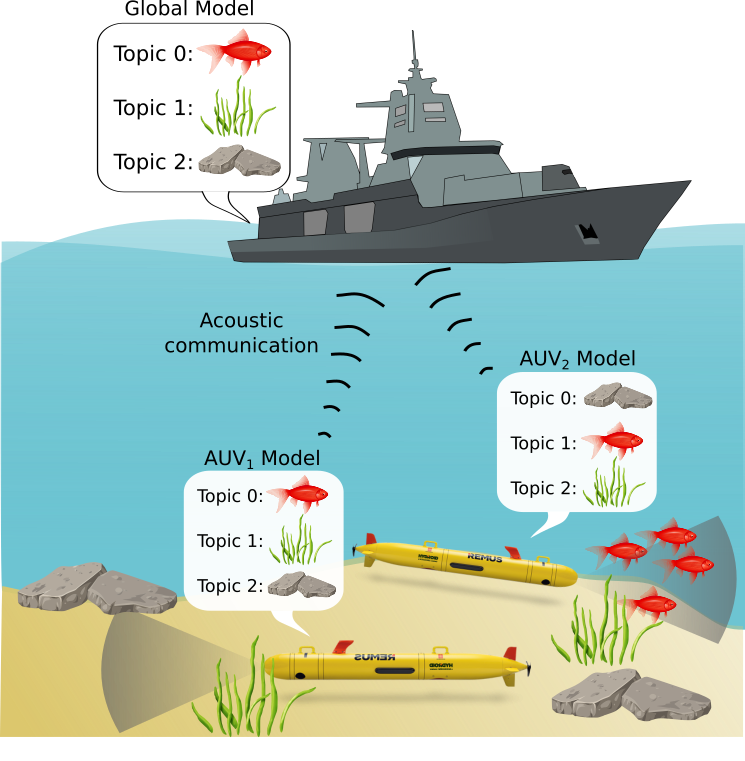 Global Model
Topic 0:
Topic 1:
Topic 2:
Acoustic
communication
AUV₂ Model
Topic 0:
Topic 1:
Topic 2:
AUV₁ Model
Topic 0:
Topic 1:
Topic 2:
REMUS
REMUS